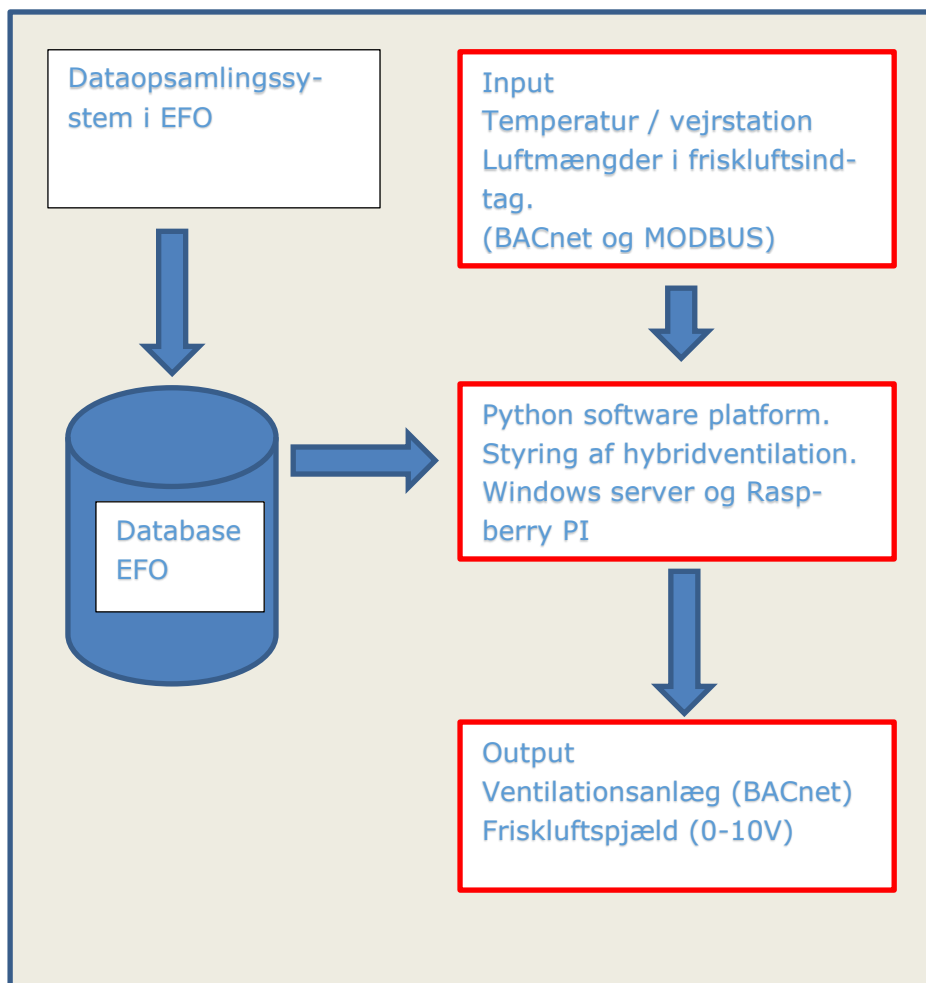 Dataopsamlingssy-
stem i EFO
Input
Temperatur / vejrstation
Luftmængder i friskluftsind-
tag.
(BACnet og MODBUS)
Database
EFO
Python software platform.
Styring af hybridventilation.
Windows server og Rasp-
berry PI
Output
Ventilationsanlæg (BACnet)
Friskluftspjæld (0-10V)